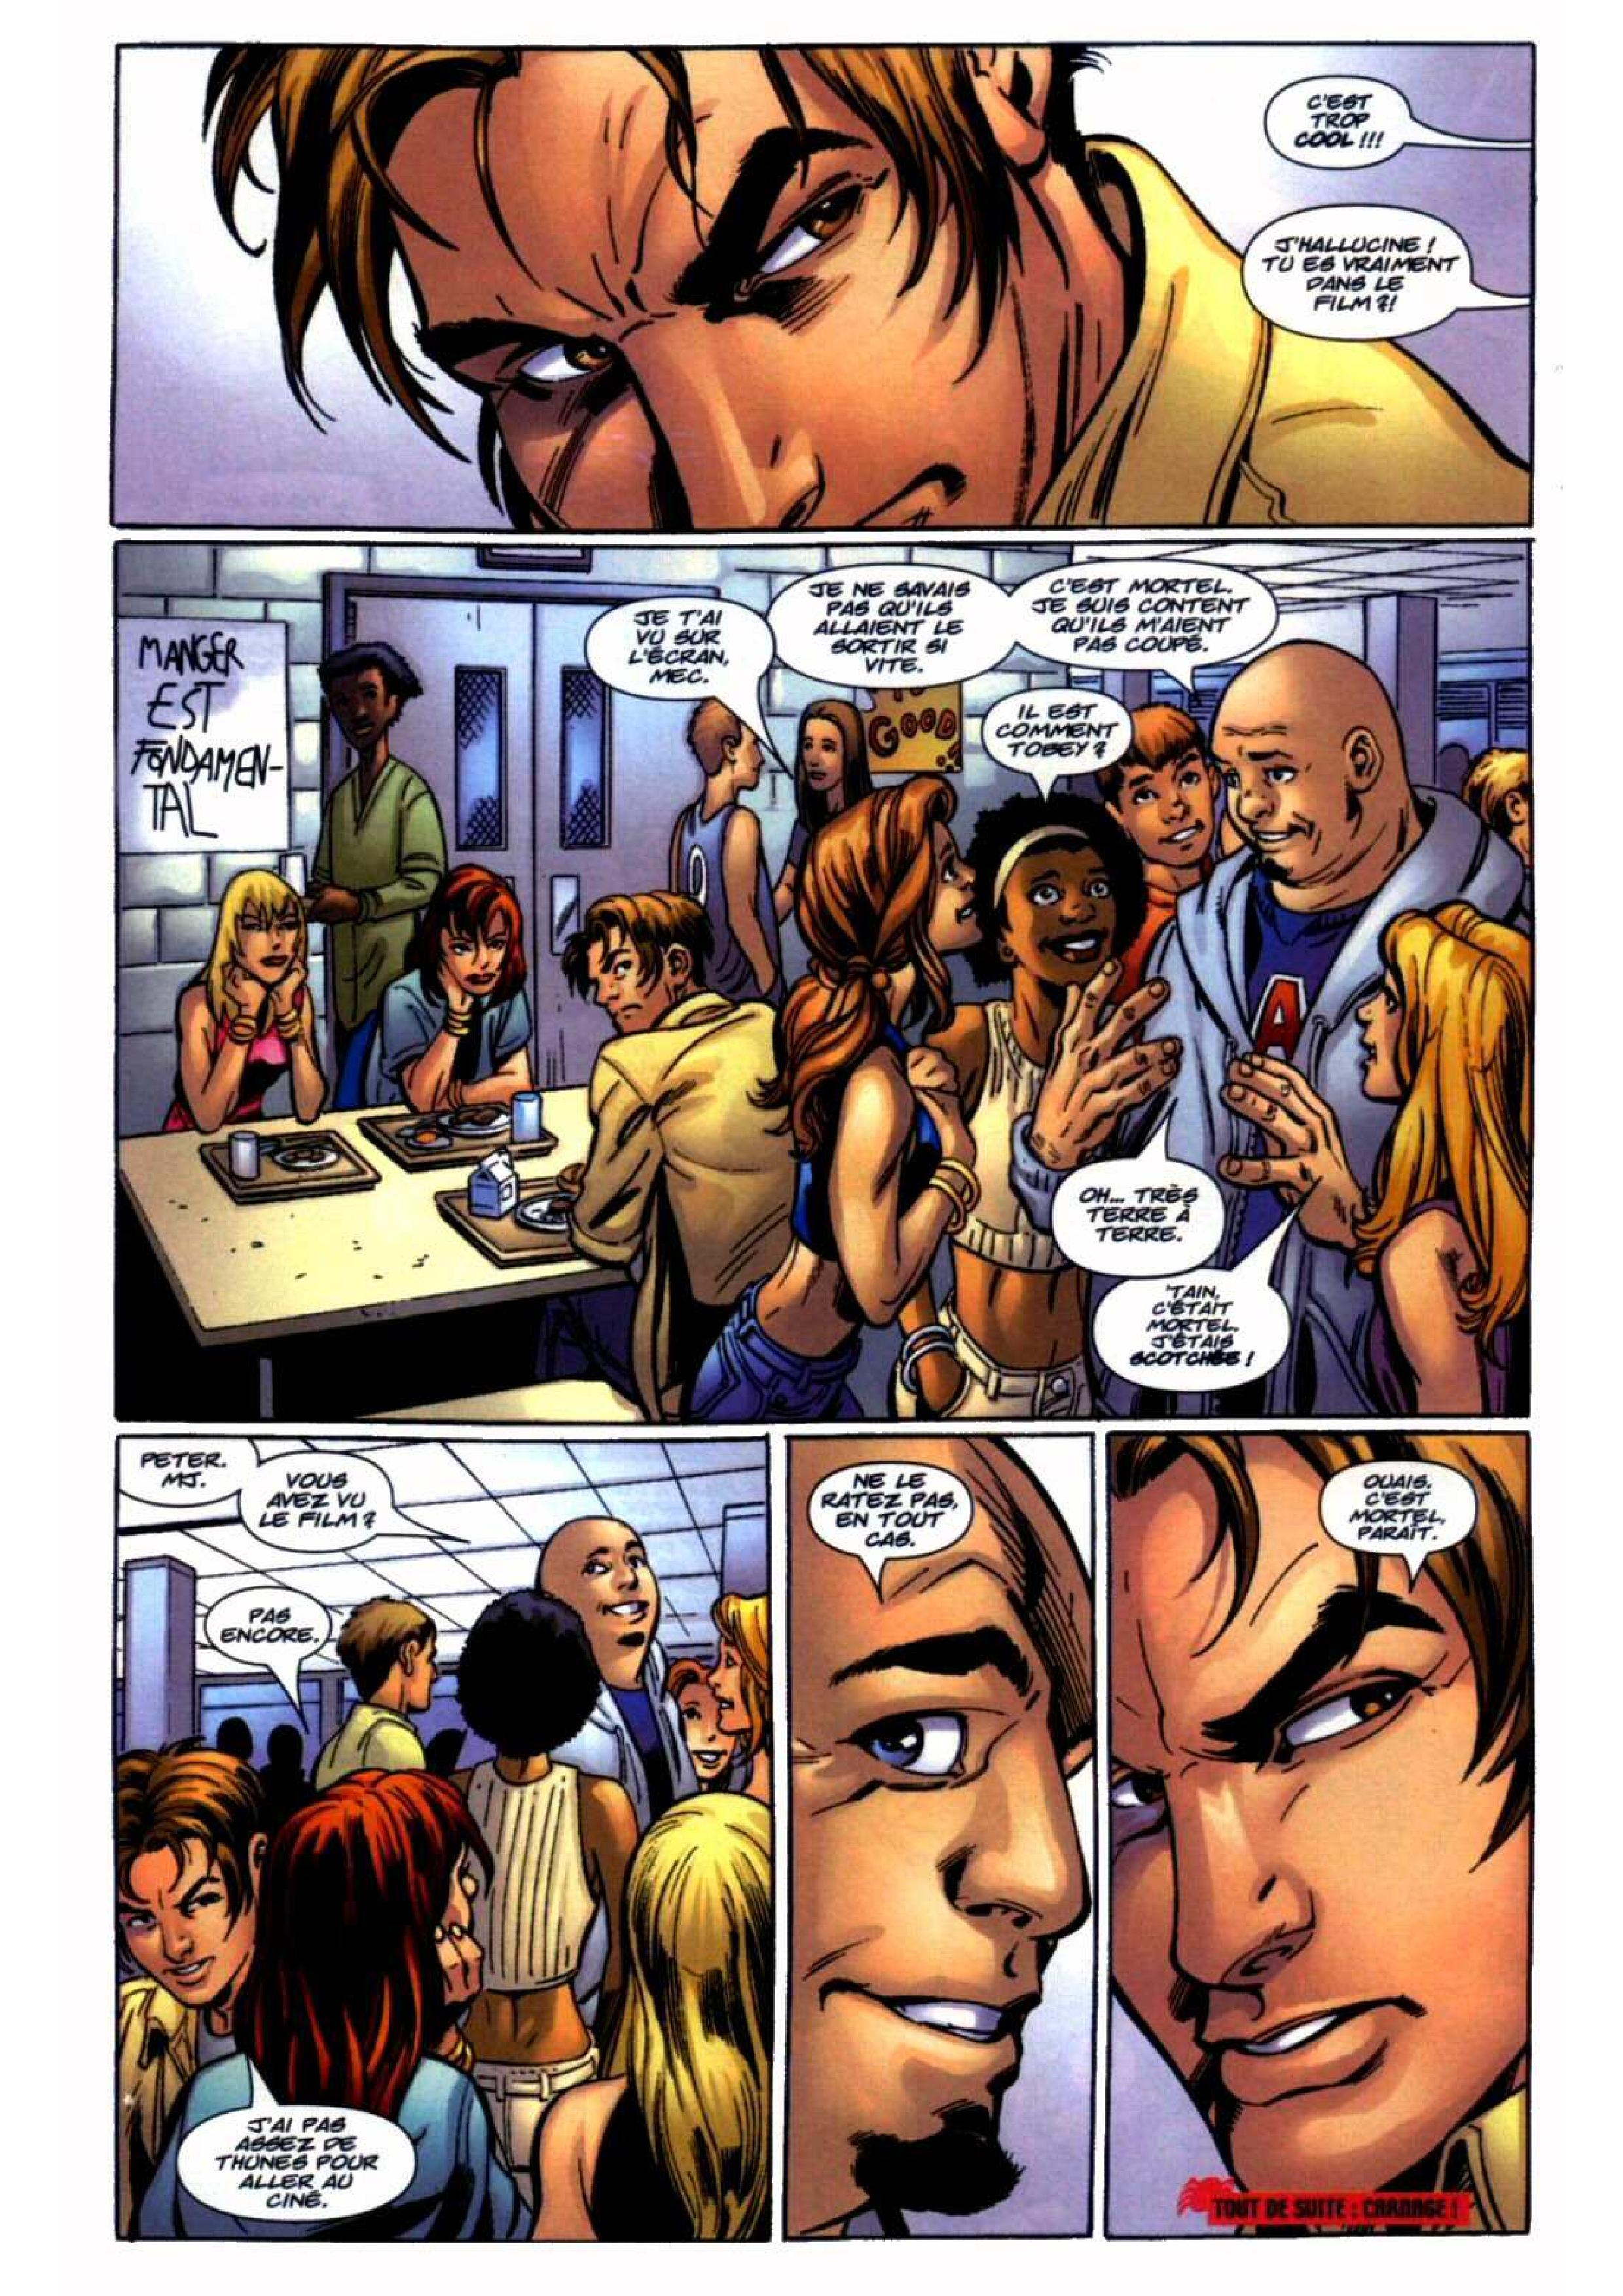 C'EST
TROP
COOL !!!
J'HALLUCINE !
TU ES VRAIMENT
DANS LE
FILM ?!
MANGER
EST
FONDAMEN-
TAL
JE T'AI
VU SUR
L'ÉCRAN,
MEC.
JE NE SAVAIS
PAS QU'ILS
ALLAIENT LE
SORTIR SI
VITE.
C'EST MORTEL.
JE SUIS CONTENT
QU'ILS M'AIENT
PAS COUPÉ.
GOOD
IL EST
COMMENT
TOBEY ?
A
OH... TRÈS
TERRE À
TERRE.
'TAIN,
C'ÉTAIT
MORTEL.
J'ÉTAIS
SCOTCHÉE !
PETER.
MJ.
VOUS
AVEZ VU
LE FILM ?
PAS
ENCORE.
J'AI PAS
ASSEZ DE
THUNES POUR
ALLER AU
CINÉ.
NE LE
RATEZ PAS,
EN TOUT
CAS.
OUAIS.
C'EST
MORTEL,
PARAÎT.
TOUT DE SUITE : CARNAGE !